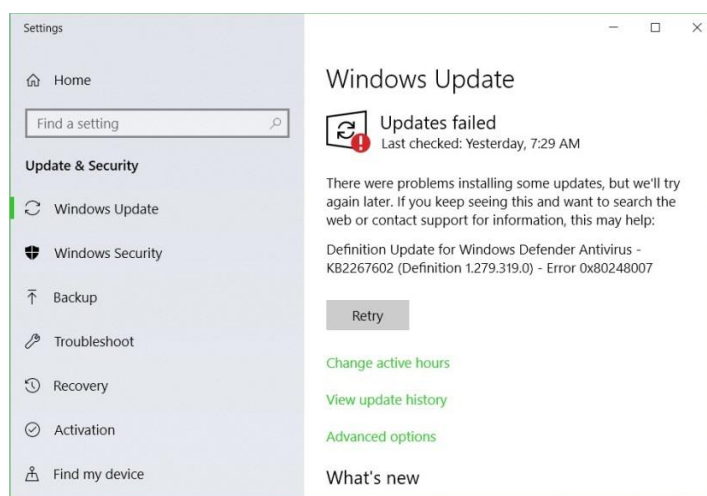 Settings
Home
Find a setting
Update & Security
Windows Update
Windows Security
Backup
Troubleshoot
Recovery
Activation
Find my device
Windows Update
Updates failed
Last checked: Yesterday, 7:29 AM
There were problems installing some updates, but we'll try
again later. If you keep seeing this and want to search the
web or contact support for information, this may help:
Definition Update for Windows Defender Antivirus -
KB2267602 (Definition 1.279.319.0) - Error 0x80248007
Retry
Change active hours
View update history
Advanced options
What's new